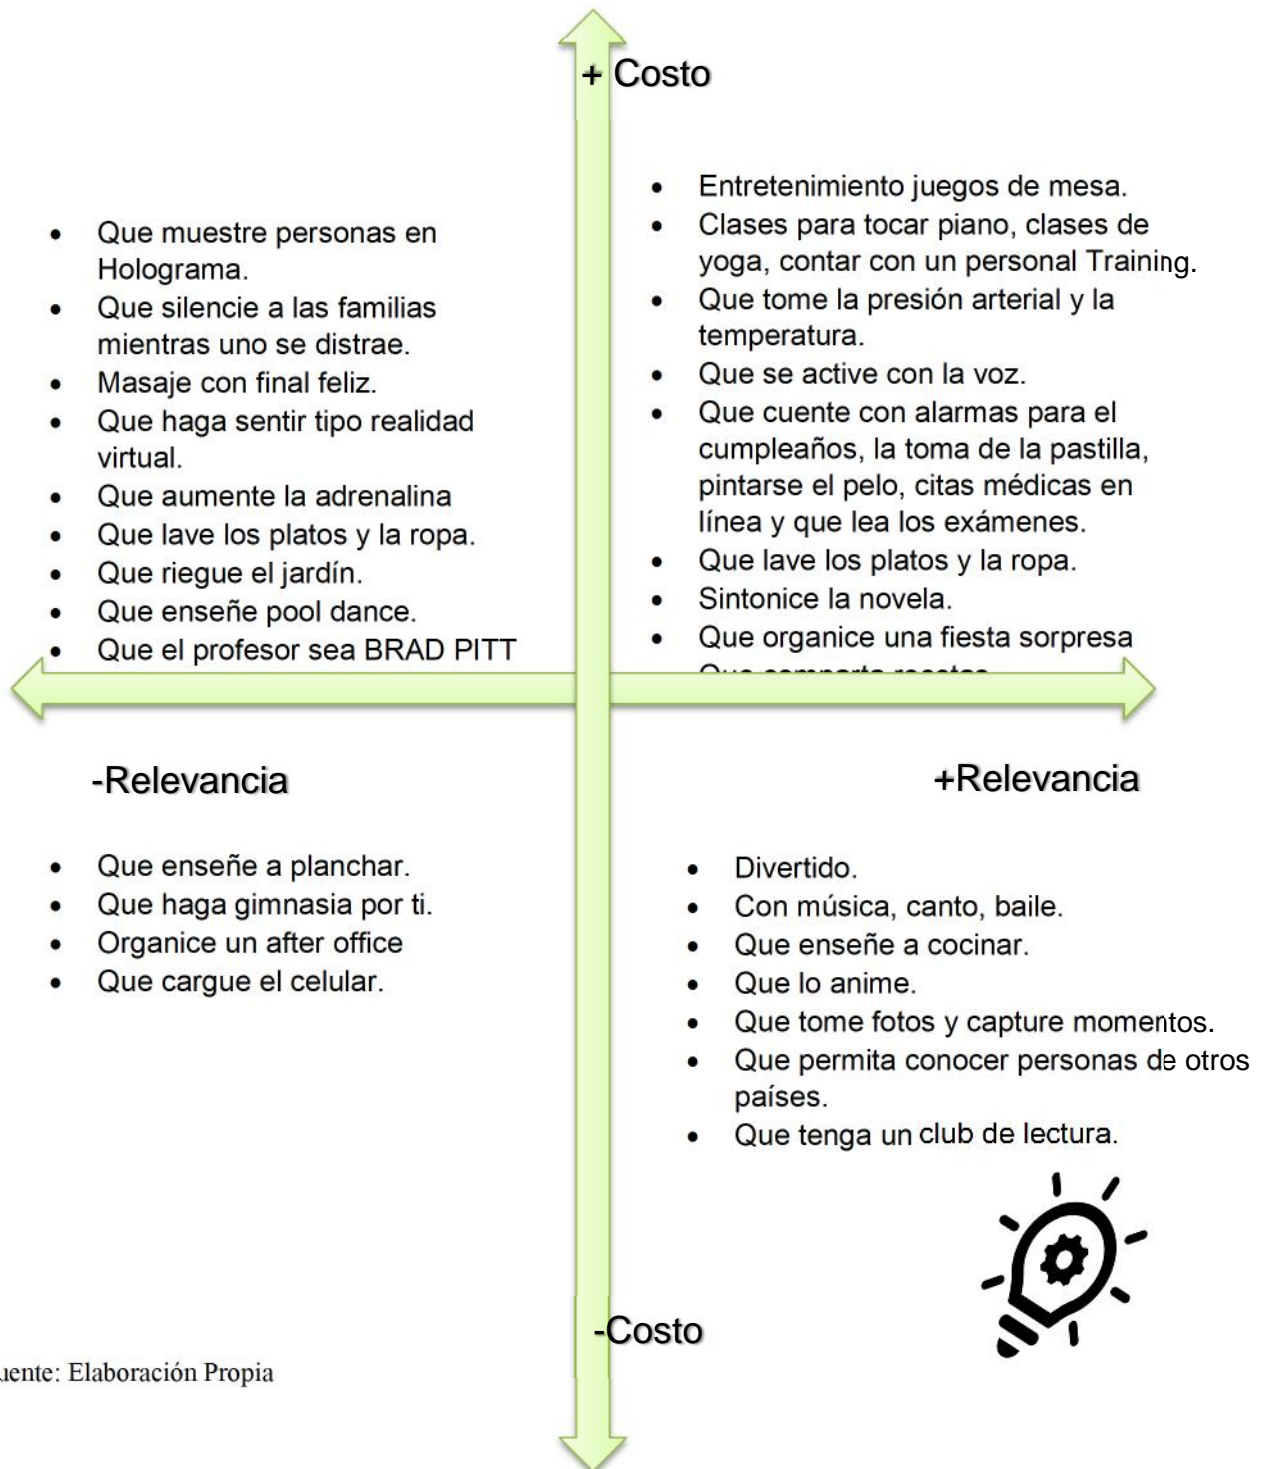 + Costo
• Que muestre personas en
Holograma.
• Que silencie a las familias
mientras uno se distrae.
• Masaje con final feliz.
• Que haga sentir tipo realidad
virtual.
• Que aumente la adrenalina
• Que lave los platos y la ropa.
• Que riegue el jardín.
• Que enseñe pool dance.
• Que el profesor sea BRAD PITT
• Entretenimiento juegos de mesa.
• Clases para tocar piano, clases de
yoga, contar con un personal Training.
• Que tome la presión arterial y la
temperatura.
• Que se active con la voz.
• Que cuente con alarmas para el
cumpleaños, la toma de la pastilla,
pintarse el pelo, citas médicas en
línea y que lea los exámenes.
• Que lave los platos y la ropa.
• Sintonice la novela.
• Que organice una fiesta sorpresa
Que comparta recetas
-Relevancia
+Relevancia
• Que enseñe a planchar.
• Que haga gimnasia por ti.
• Organice un after office
• Que cargue el celular.
• Divertido.
• Con música, canto, baile.
• Que enseñe a cocinar.
• Que lo anime.
• Que tome fotos y capture momentos.
• Que permita conocer personas de otros
países.
• Que tenga un club de lectura.
-Costo
uente: Elaboración Propia